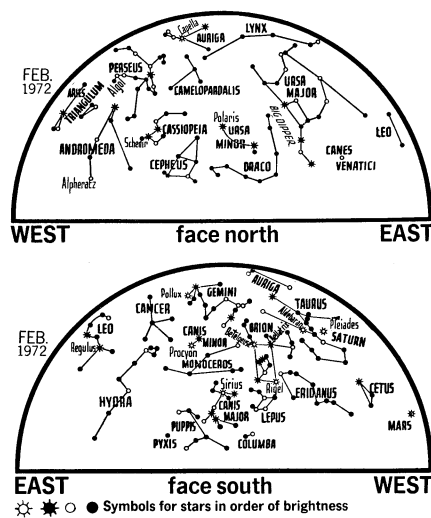 Capella
AURIGA
LYNX
FEB.
1972
PERSEUS
ARIES
TRIANGULUM
Algol
CAMELOPARDALIS
URSA
MAJOR
BIG DIPPER
LEO
Polaris
CASSIOPEIA
URSA
MINOR
Schedir
ANDROMEDA
CEPHEUS
DRACO
CANES
VENATICI
Alpheratz
WEST face north EAST
AURIGA
GEMINI
Pollux
TAURUS
Aldebaran
Pleiades
CANCER
LEO
FEB.
1972
CANIS
MINOR
ORION
SATURN
Regulus
Procyon
MONOCEROS
Sirius
Rigel
ERIDANUS
CETUS
HYDRA
CANIS
MAJOR
LEPUS
PUPPIS
MARS
PYXIS
COLUMBA
EAST face south WEST
Symbols for stars in order of brightness